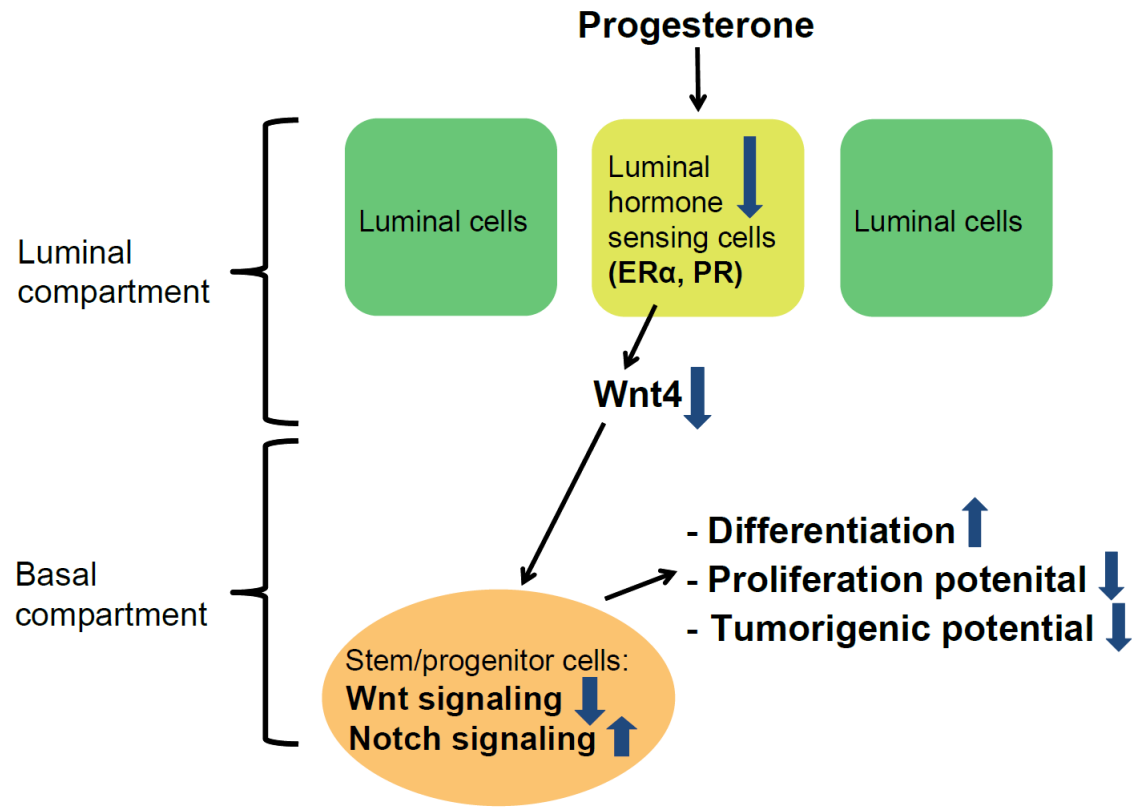 Progesterone
Luminal
compartment
Luminal cells
Luminal
hormone
sensing cells
(ERα, PR)
Luminal cells
Wnt4
Basal
compartment
- Differentiation
- Proliferation potenital
- Tumorigenic potential
Stem/progenitor cells:
Wnt signaling
Notch signaling